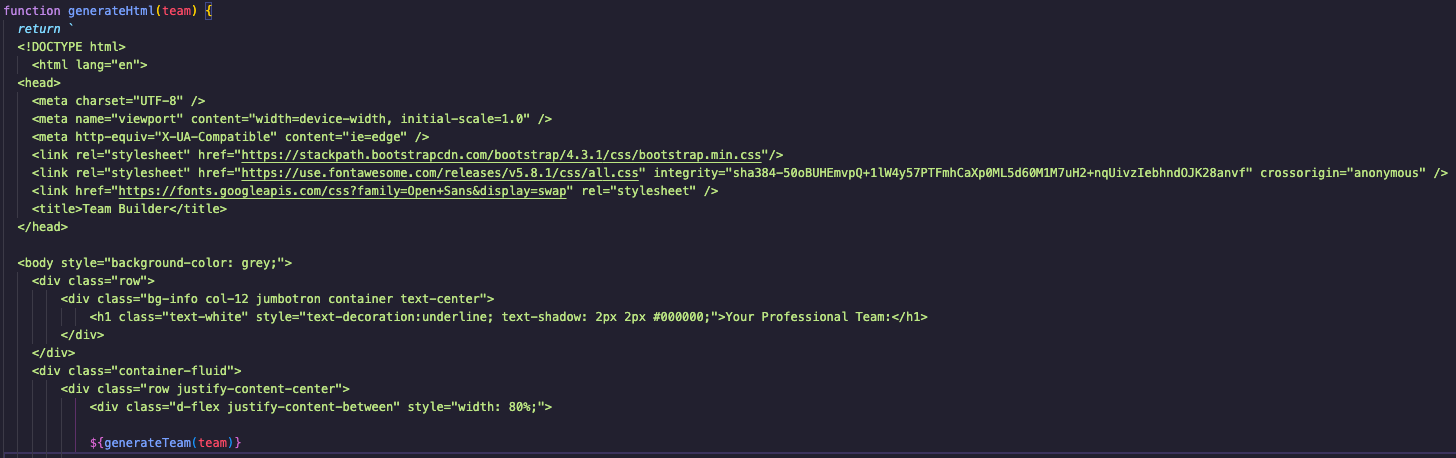 function generateHtml(team) {
return `
<!DOCTYPE html>
<html lang="en">
<head>
<meta charset="UTF-8" />
<meta name="viewport" content="width=device-width, initial-scale=1.0" />
<meta http-equiv="X-UA-Compatible" content="ie=edge" />
<link rel="stylesheet" href="https://stackpath.bootstrapcdn.com/bootstrap/4.3.1/css/bootstrap.min.css"/>
<link rel="stylesheet" href="https://use.fontawesome.com/releases/v5.8.1/css/all.css" integrity="sha384-50oBUHEmvpQ+1lW4y57PTFmhCaXp0ML5d60M1M7uH2+nqUivzIebhndOJK28anvf" crossorigin="anonymous" />
<link href="https://fonts.googleapis.com/css?family=Open+Sans&display=swap" rel="stylesheet" />
<title>Team Builder</title>
</head>
<body style="background-color: grey;">
<div class="row">
<div class="bg-info col-12 jumbotron container text-center">
<h1 class="text-white" style="text-decoration:underline; text-shadow: 2px 2px #000000;">Your Professional Team:</h1>
</div>
</div>
<div class="container-fluid">
<div class="row justify-content-center">
<div class="d-flex justify-content-between" style="width: 80%;">
${generateTeam(team)}